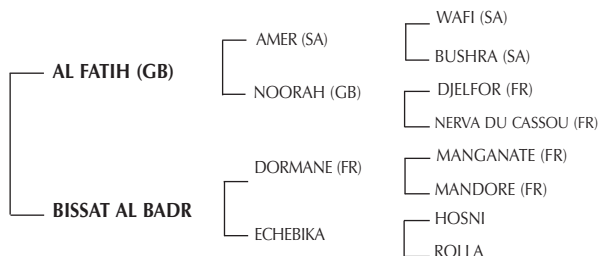 WAFI (SA)
AMER (SA)
BUSHRA (SA)
AL FATIH (GB)
DJELFOR (FR)
NOORAH (GB)
NERVA DU CASSOU (FR)
MANGANATE (FR)
DORMANE (FR)
MANDORE (FR)
BISSAT AL BADR
HOSNI
ECHEBIKA
ROLLA